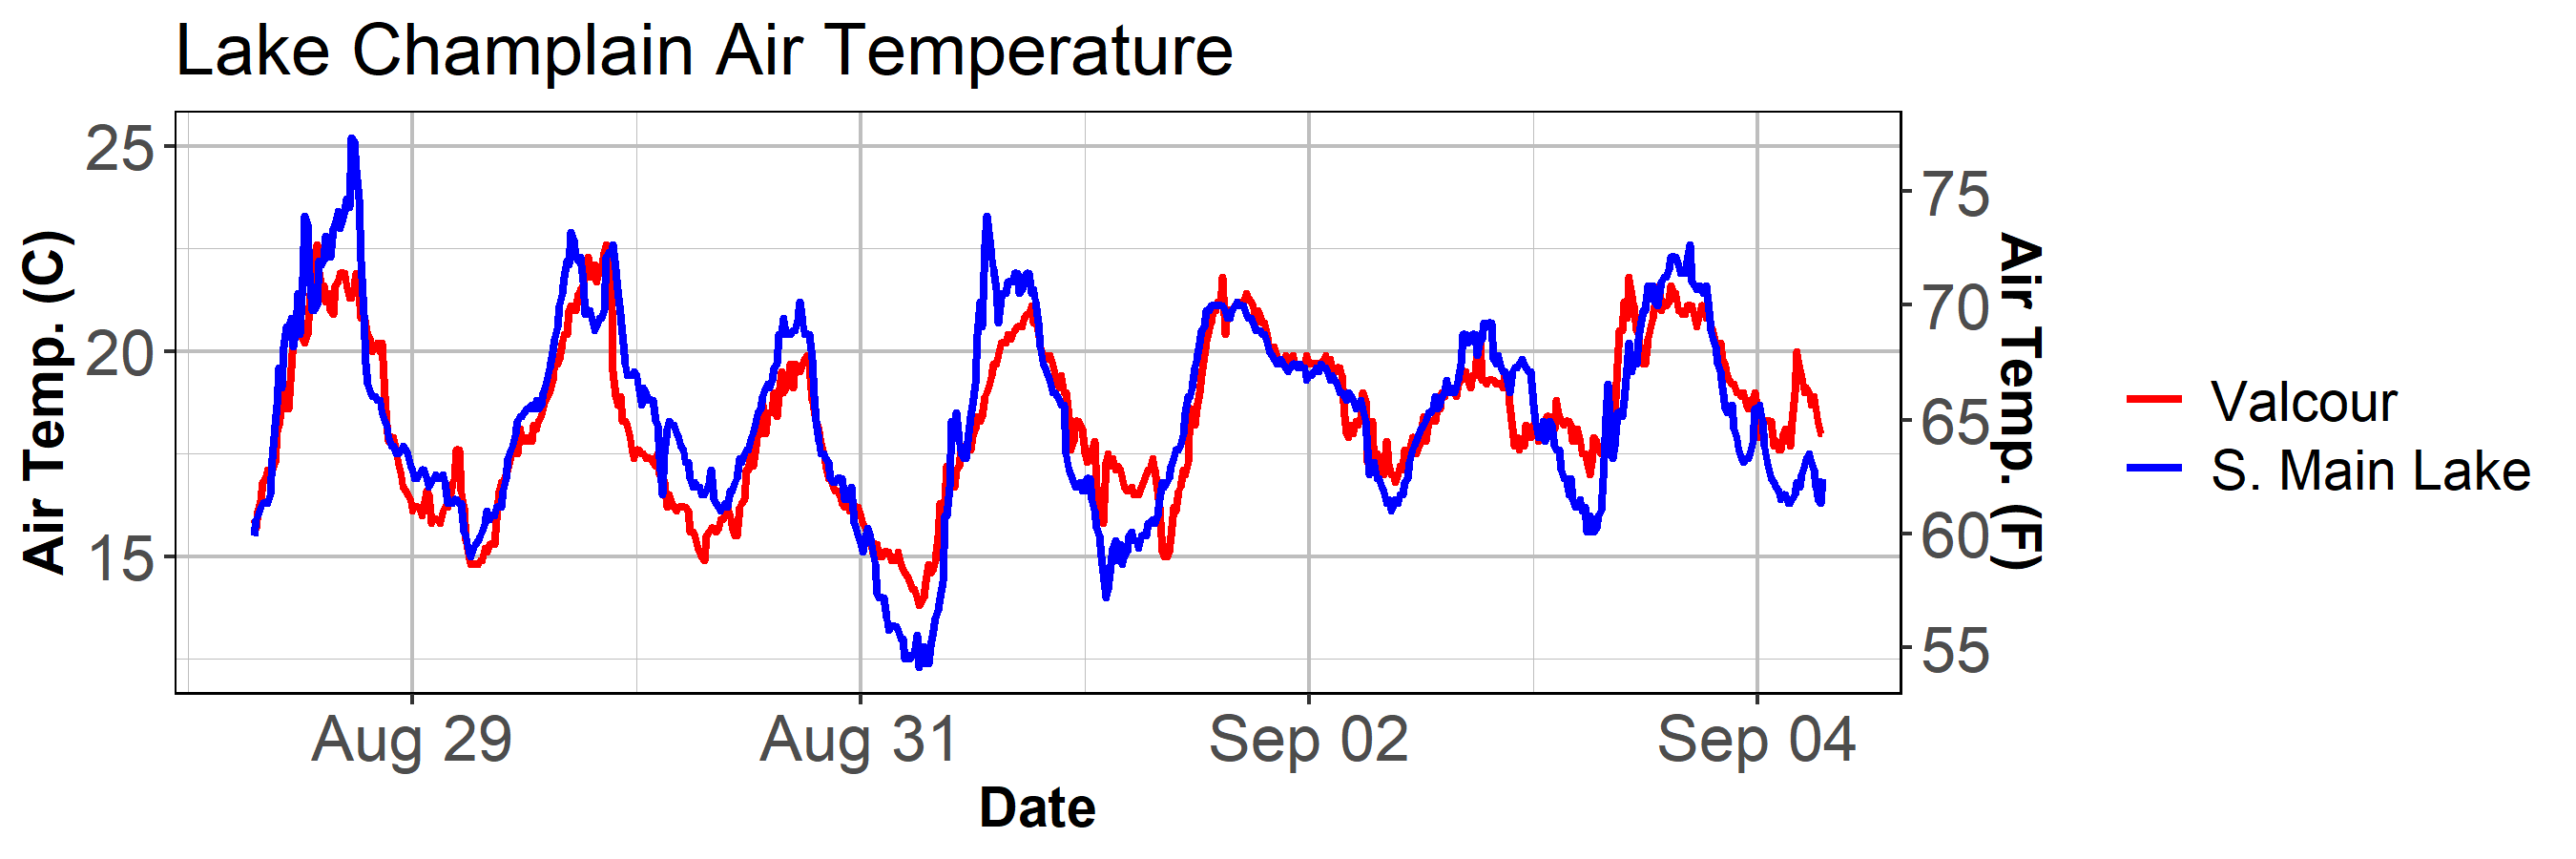 Lake Champlain Air Temperature
Air Temp. (C)
25
20
15
75
70
65
60
55
Air Temp. (F)
Aug 29
Aug 31
Sep 02
Sep 04
Date
Valcour
S. Main Lake